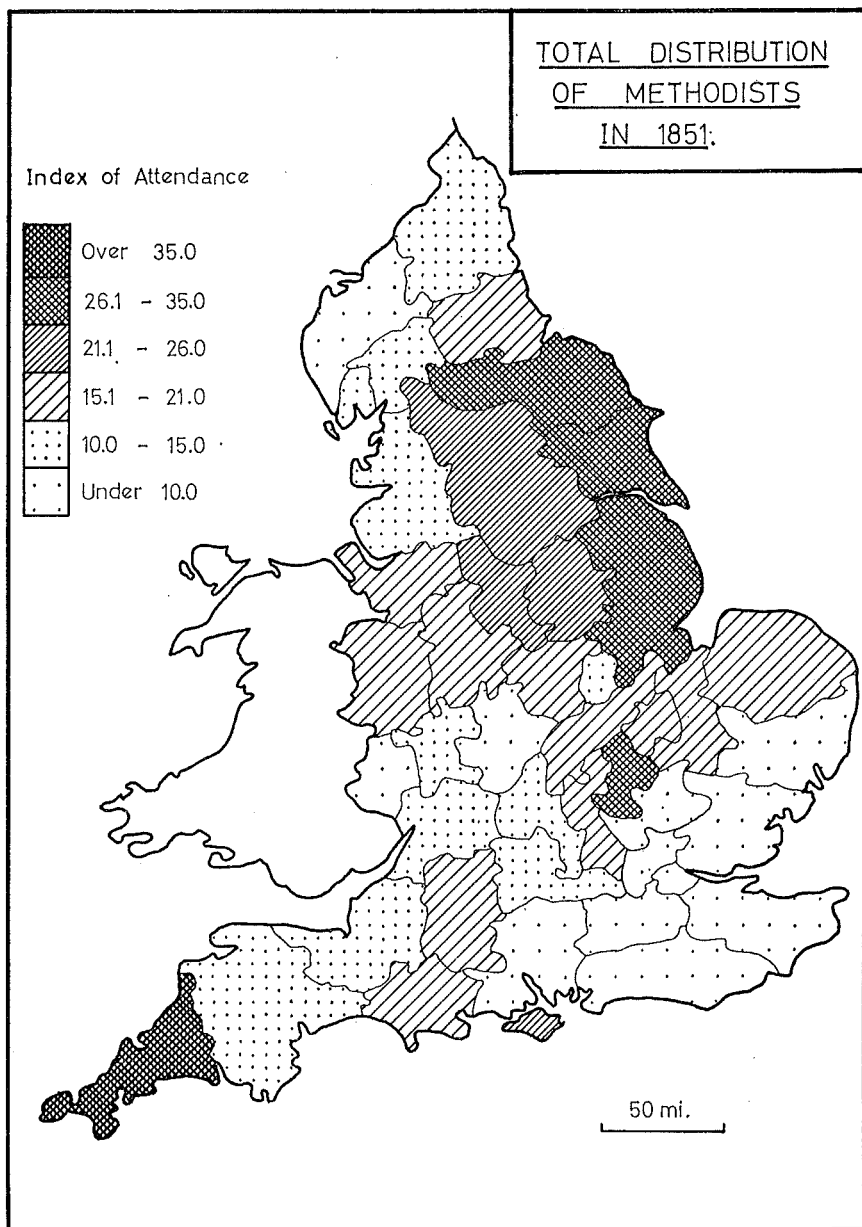 TOTAL DISTRIBUTION
OF METHODISTS
IN 1851.
Index of Attendance
Over 35.0
26.1 - 35.0
21.1 - 26.0
15.1 - 21.0
10.0 - 15.0
Under 10.0
50 mi.